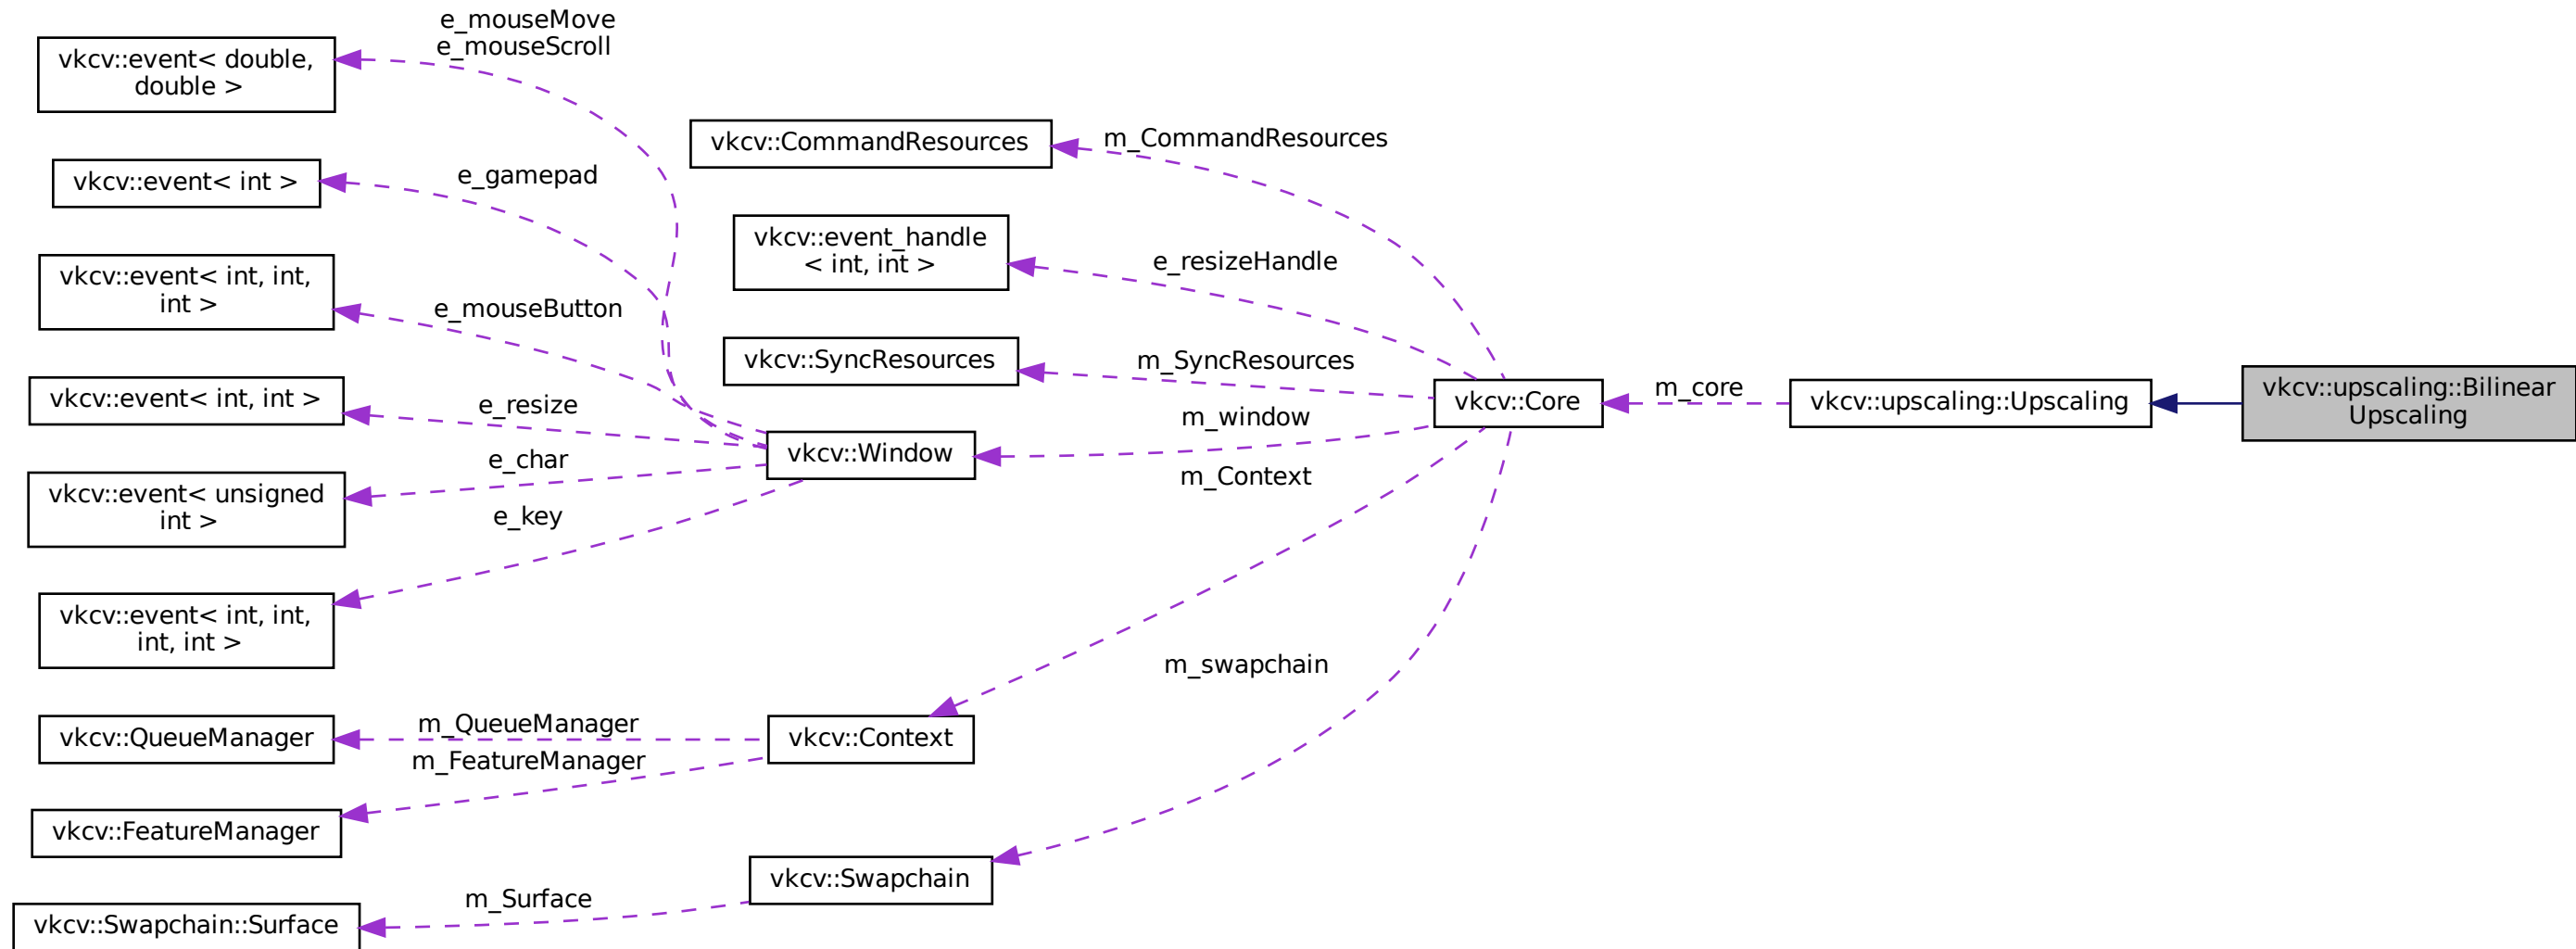 e_mouseMove
e_mouseScroll
vkcv::event< double,
double >
vkcv::CommandResources
m_CommandResources
vkcv::event< int >
e_gamepad
vkcv::event_handle
< int, int >
e_resizeHandle
vkcv::event< int, int,
int >
e_mouseButton
vkcv::SyncResources
m_SyncResources
vkcv::event< int, int >
e_resize
m_window
vkcv::Core
m_core
vkcv::upscaling::Upscaling
vkcv::upscaling::Bilinear
Upscaling
vkcv::Window
e_char
m_Context
vkcv::event< unsigned
int >
e_key
vkcv::event< int, int,
int, int >
m_swapchain
vkcv::QueueManager
m_QueueManager
vkcv::Context
m_FeatureManager
vkcv::FeatureManager
vkcv::Swapchain
m_Surface
vkcv::Swapchain::Surface